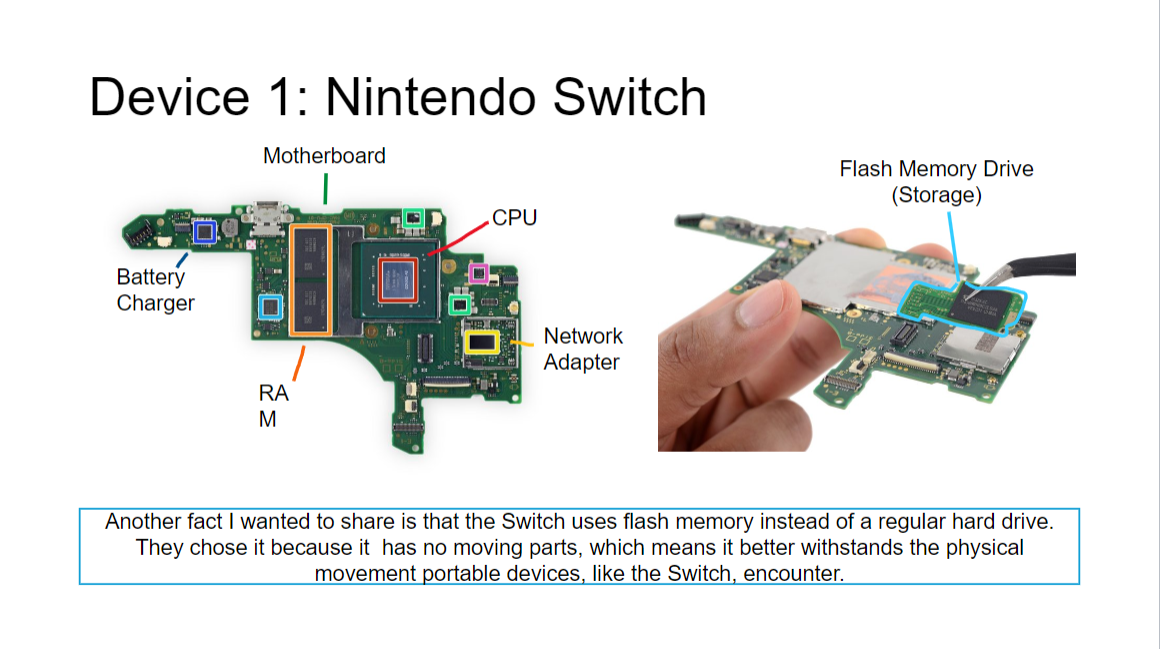 Device 1: Nintendo Switch
Motherboard
CPU
Battery
Charger
RA
M
Network
Adapter
Flash Memory Drive
(Storage)
Another fact I wanted to share is that the Switch uses flash memory instead of a regular hard drive.
They chose it because it  has no moving parts, which means it better withstands the physical
movement portable devices, like the Switch, encounter.